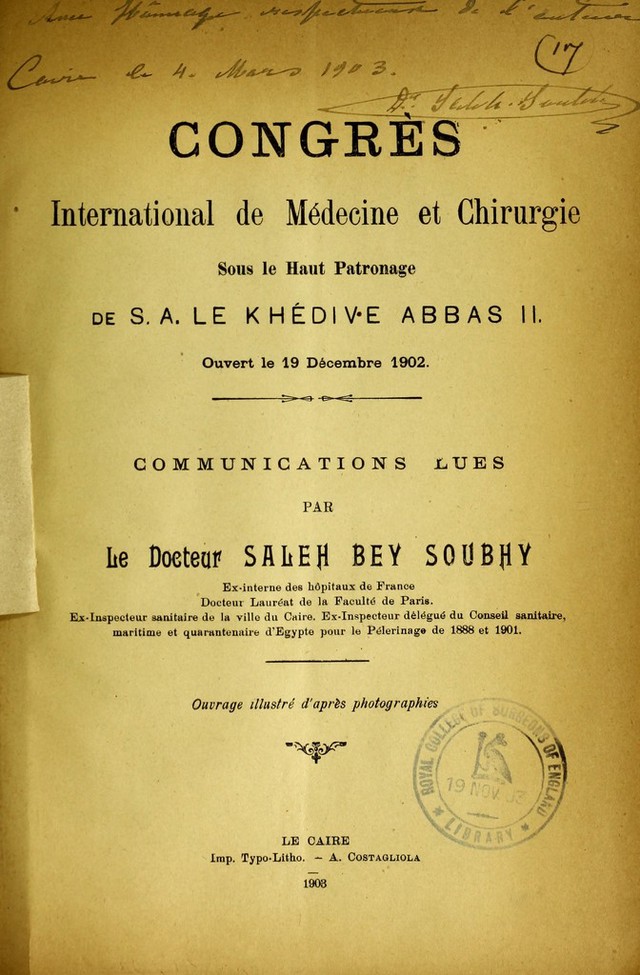 Avec Hommage respectueux de l'auteur
(17)
Caire le 4. Mars 1903.
Dr. Saleh-Soubhy
CONGRÈS
International de Médecine et Chirurgie
Sous le Haut Patronage
DE S. A. LE KHÉDIVE ABBAS II.
Ouvert le 19 Décembre 1902.
COMMUNICATIONS LUES
PAR
Le Docteur SALEH BEY SOUBHY
Ex-interne des hôpitaux de France
Docteur Lauréat de la Faculté de Paris.
Ex-Inspecteur sanitaire de la ville du Caire. Ex-Inspecteur délégué du Conseil sanitaire,
maritime et quarantenaire d'Egypte pour le Pélerinage de 1888 et 1901.
Ouvrage illustré d'après photographies
ROYAL COLLEGE OF SURGEONS OF ENGLAND
19 NOV. 03
* LIBRARY *
LE CAIRE
Imp. Typo-Litho. – A. COSTAGLIOLA
1903